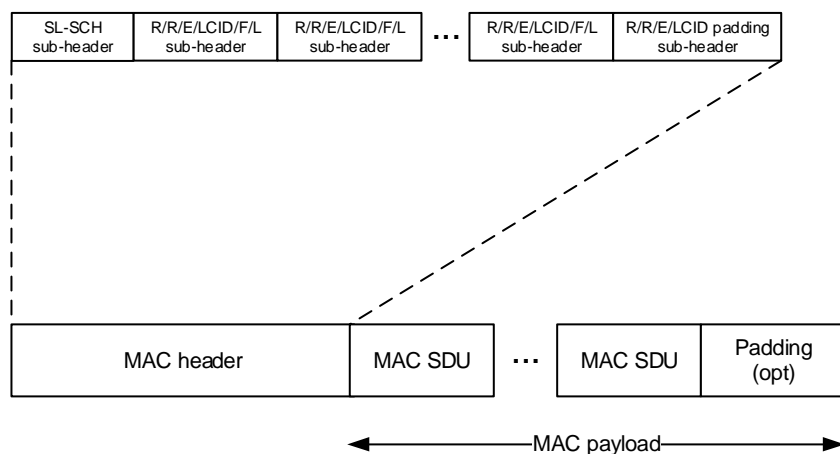 SL-SCH
sub-header
R/R/E/LCID/F/L
sub-header
R/R/E/LCID/F/L
sub-header
...
R/R/E/LCID/F/L
sub-header
R/R/E/LCID padding
sub-header
MAC header
MAC SDU
...
MAC SDU
Padding
(opt)
MAC payload